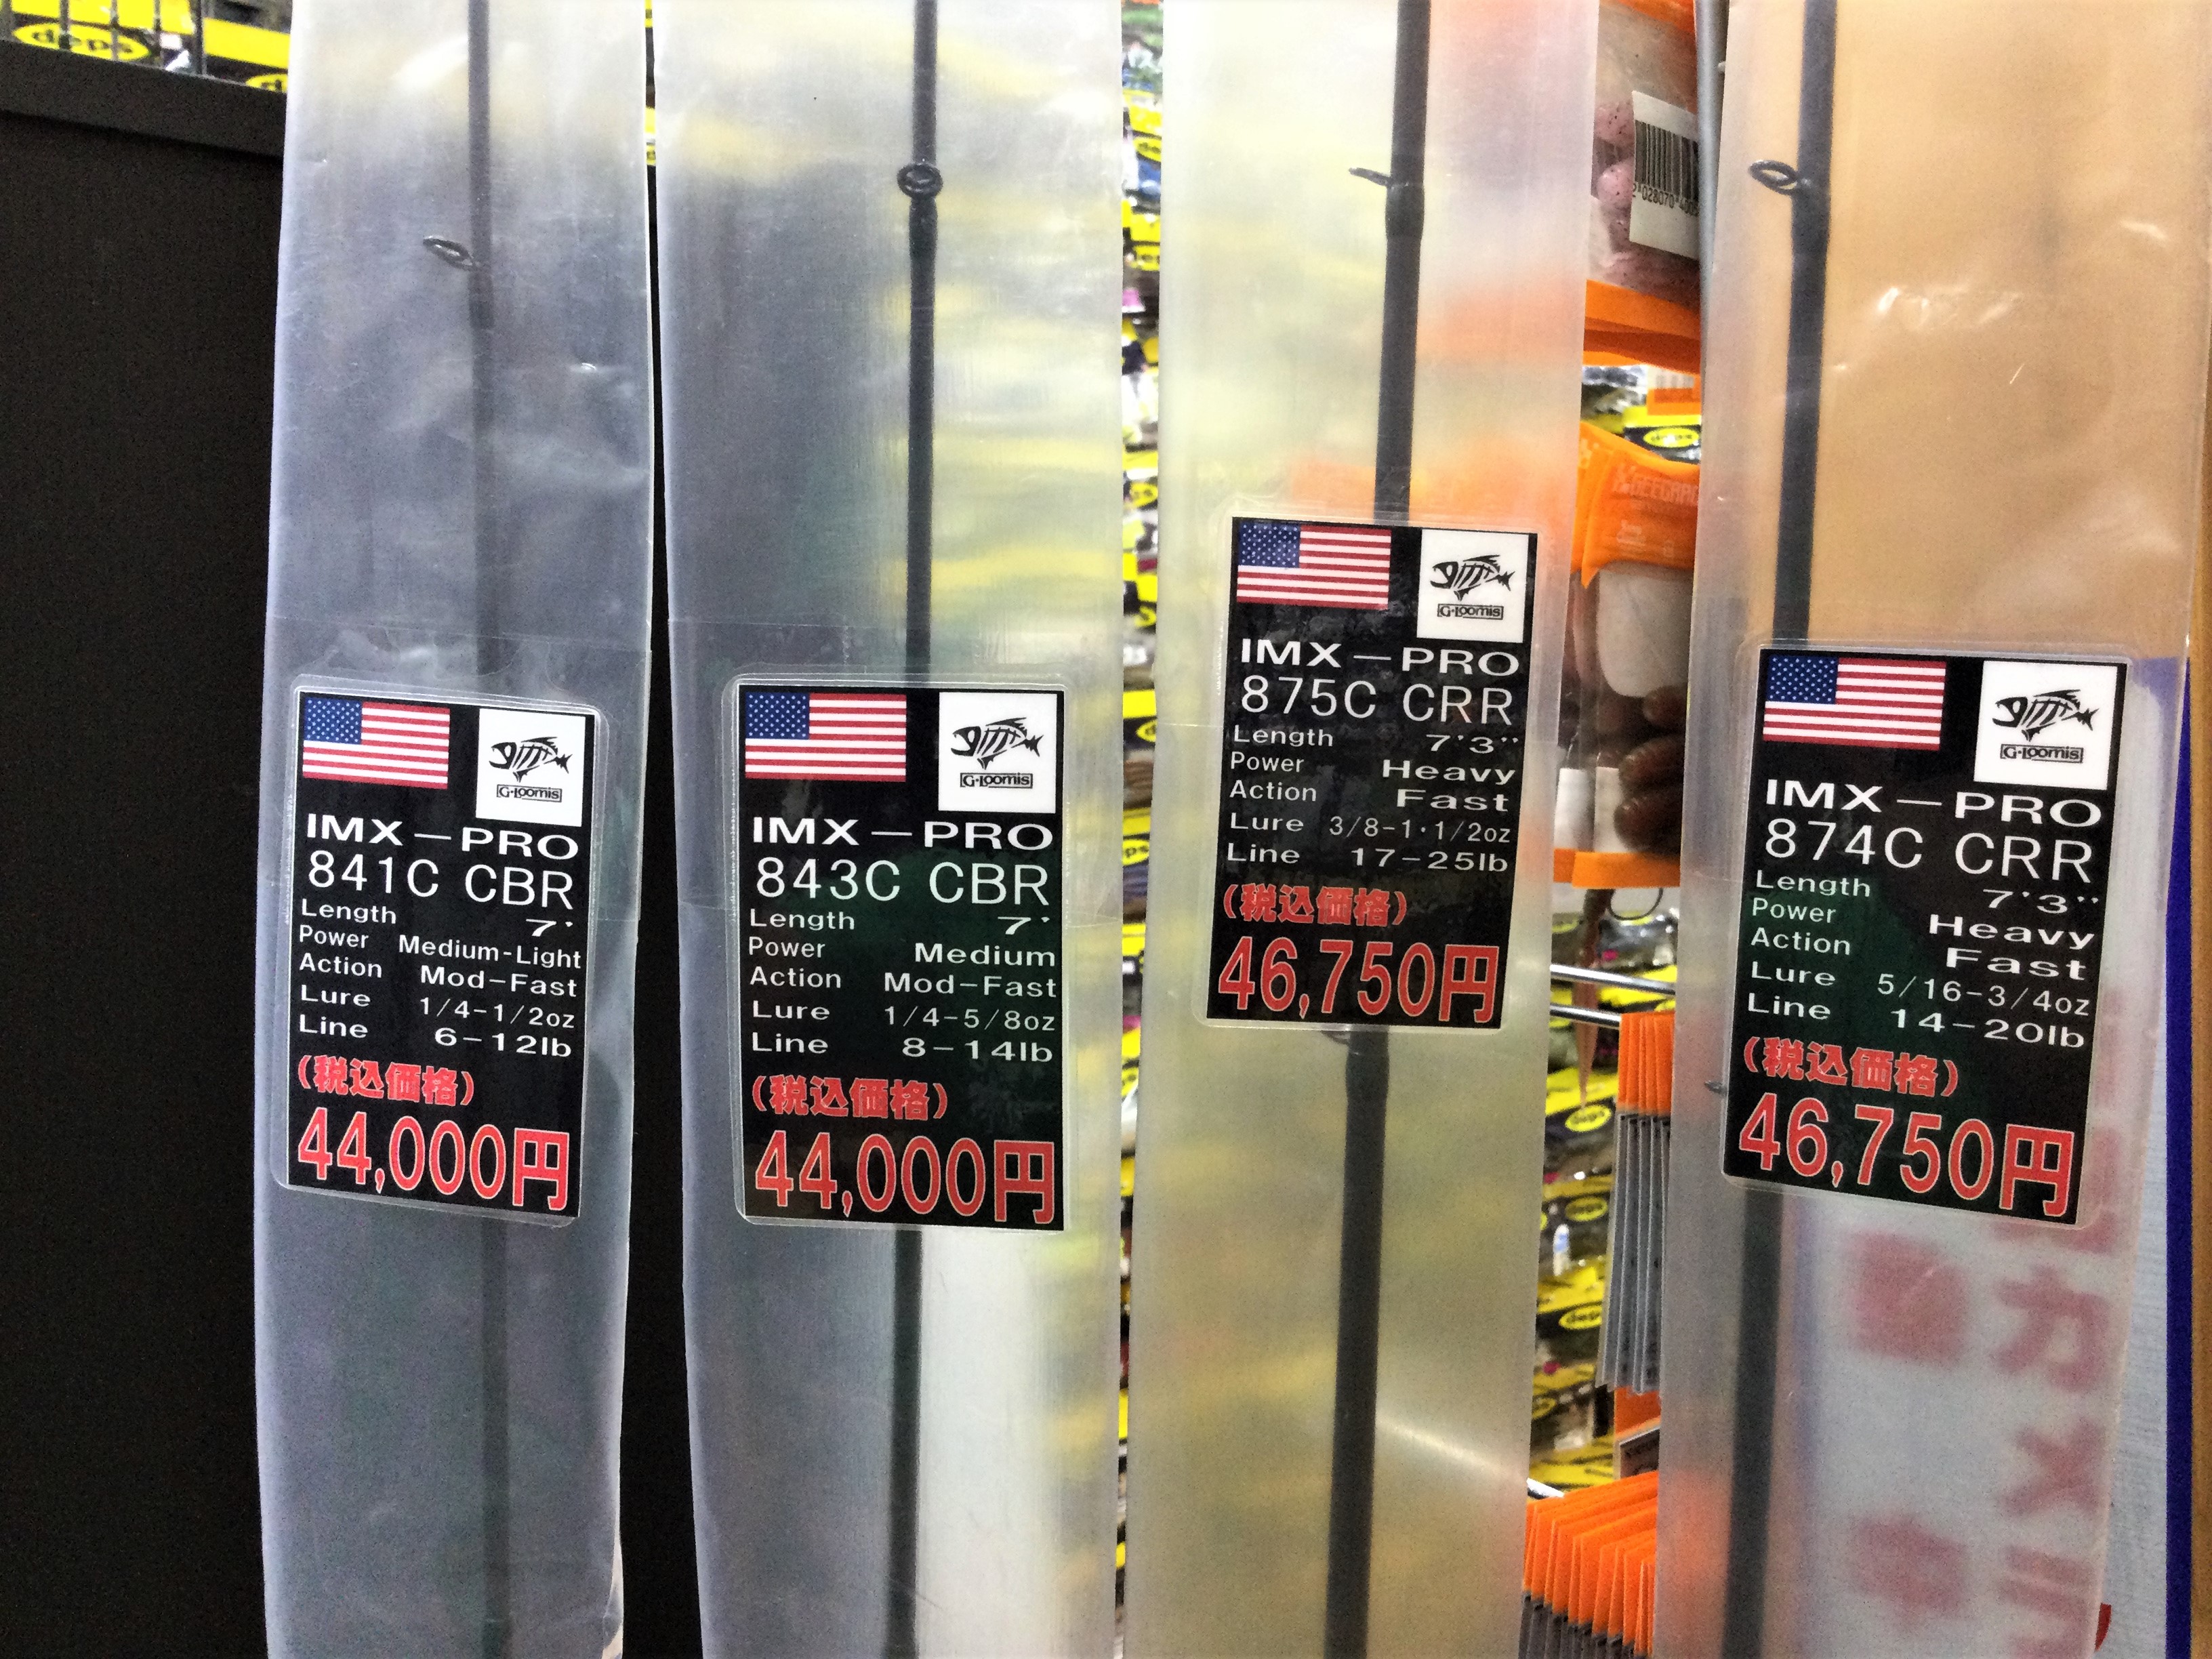 deps
G·Loomis
IMX－PRO
841C CBR
Length 7'
Power Medium-Light
Action Mod-Fast
Lure 1/4-1/2oz
Line 6-12lb
(税込価格)
44,000円
G·Loomis
IMX－PRO
843C CBR
Length 7'
Power Medium
Action Mod-Fast
Lure 1/4-5/8oz
Line 8-14lb
(税込価格)
44,000円
G·Loomis
IMX－PRO
875C CRR
Length 7'3''
Power Heavy
Action Fast
Lure 3/8-1・1/2oz
Line 17-25lb
(税込価格)
46,750円
G·Loomis
IMX－PRO
874C CRR
Length 7'3''
Power Heavy
Action Fast
Lure 5/16-3/4oz
Line 14-20lb
(税込価格)
46,750円